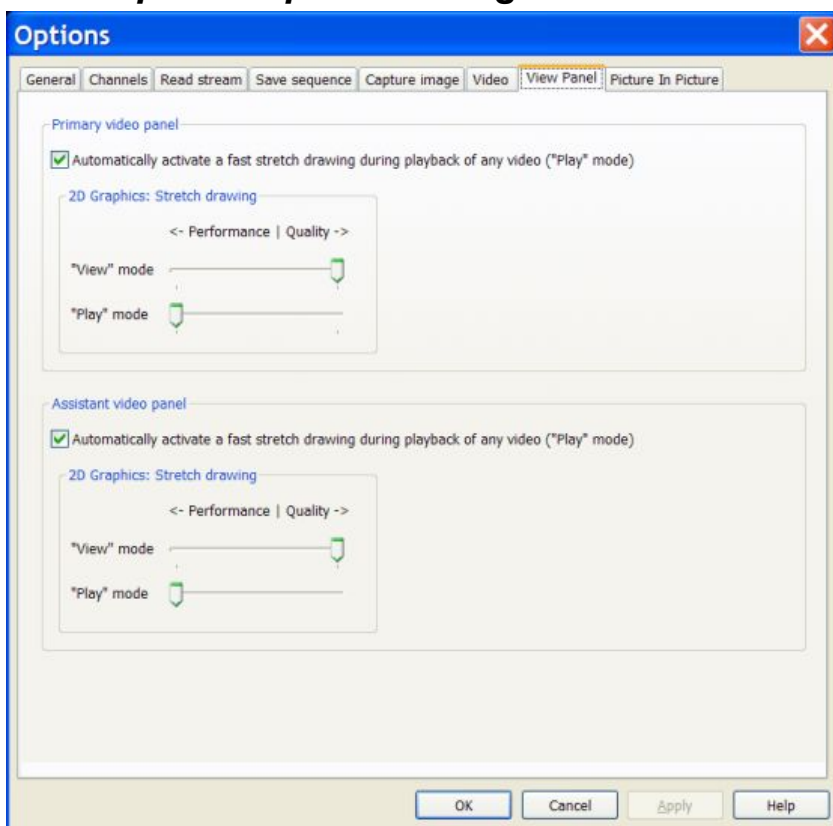 Options
General Channels Read stream Save sequence Capture image Video View Panel Picture In Picture
Primary video panel
Automatically activate a fast stretch drawing during playback of any video ("Play" mode)
2D Graphics: Stretch drawing
<- Performance | Quality ->
"View" mode
"Play" mode
Assistant video panel
Automatically activate a fast stretch drawing during playback of any video ("Play" mode)
2D Graphics: Stretch drawing
<- Performance | Quality ->
"View" mode
"Play" mode
OK Cancel Apply Help